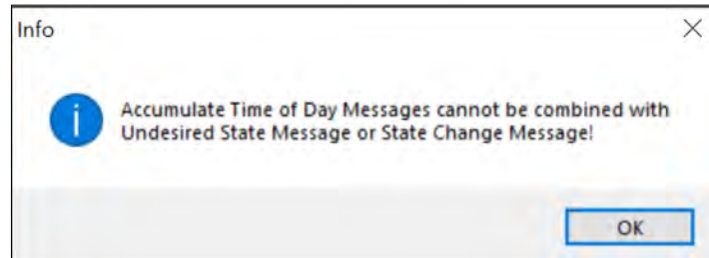 Info
Accumulate Time of Day Messages cannot be combined with
Undesired State Message or State Change Message!
OK